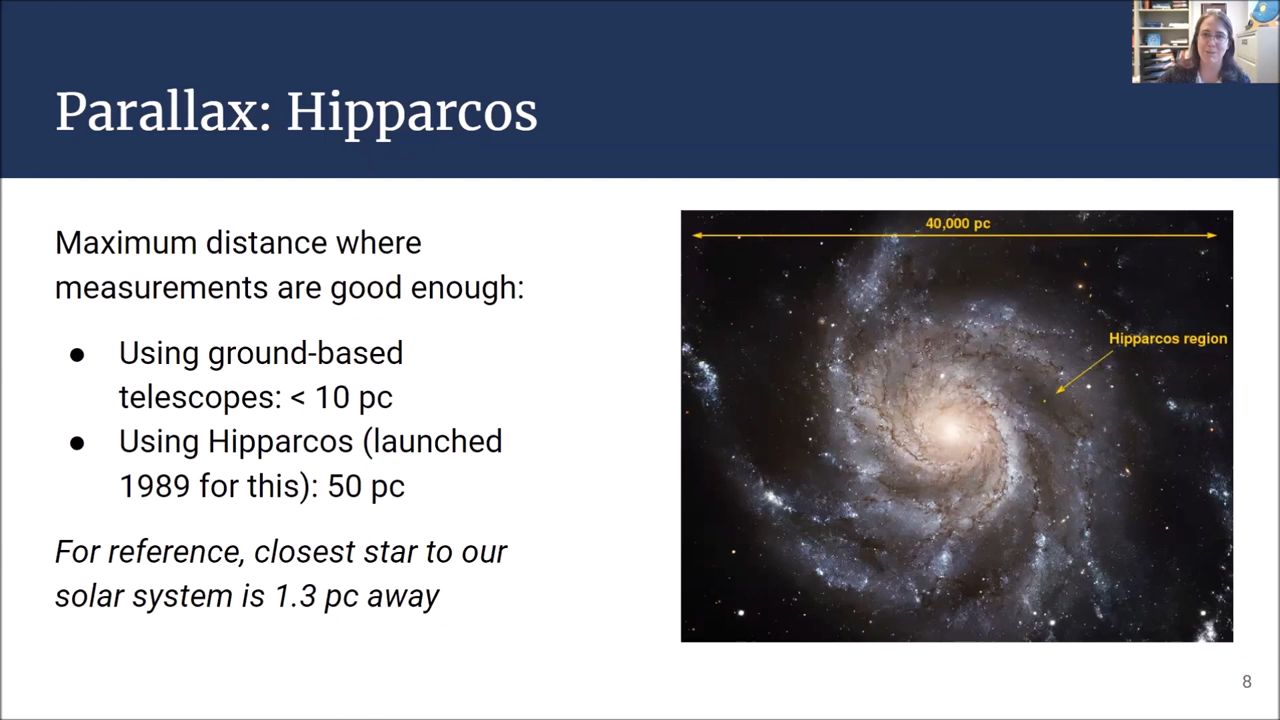 Parallax: Hipparcos
Maximum distance where
measurements are good enough:
● Using ground-based
telescopes: < 10 pc
● Using Hipparcos (launched
1989 for this): 50 pc
For reference, closest star to our
solar system is 1.3 pc away
40,000 pc
Hipparcos region
8